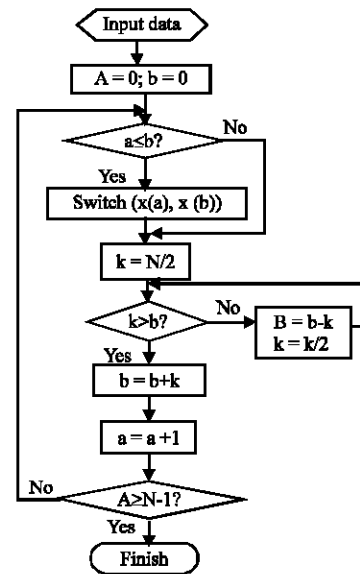 Input data
A = 0; b = 0
a≤b?
No
Yes
Switch (x(a), x (b))
k = N/2
k>b?
No
B = b-k
k = k/2
Yes
b = b+k
a = a +1
No
A≥N-1?
Yes
Finish